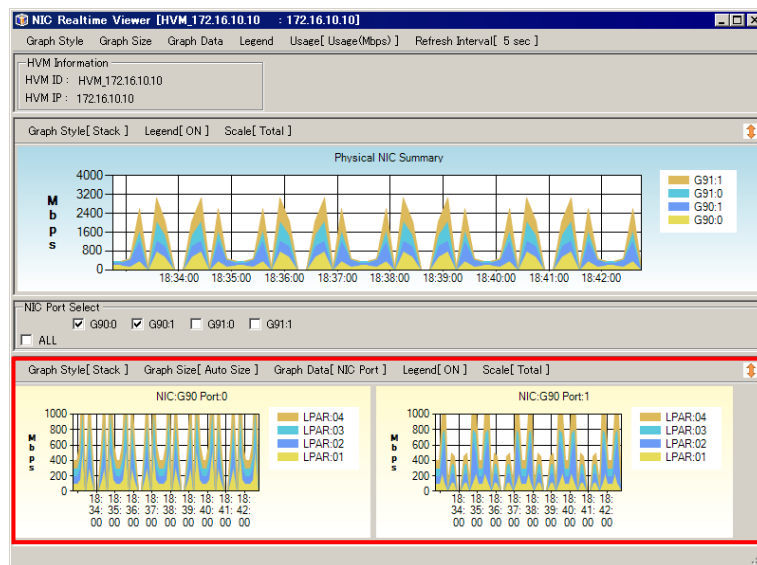 NIC Realtime Viewer [HVM_172.16.10.10 : 172.16.10.10]
Graph Style Graph Size Graph Data Legend Usage[ Usage(Mbps) ] Refresh Interval[ 5 sec ]
HVM Information
HVM ID : HVM_172.16.10.10
HVM IP : 172.16.10.10
Graph Style[ Stack ] Legend[ ON ] Scale[ Total ]
Physical NIC Summary
Mbps
4000
3200
2400
1600
800
0
18:34:00 18:35:00 18:36:00 18:37:00 18:38:00 18:39:00 18:40:00 18:41:00 18:42:00
G91:1
G91:0
G90:1
G90:0
NIC Port Select
G90:0 G90:1 G91:0 G91:1
ALL
Graph Style[ Stack ] Graph Size[ Auto Size ] Graph Data[ NIC Port ] Legend[ ON ] Scale[ Total ]
NIC:G90 Port:0
Mbps
1000
800
600
400
200
0
18:34:00 18:35:00 18:36:00 18:37:00 18:38:00 18:39:00 18:40:00 18:41:00 18:42:00
LPAR:04
LPAR:03
LPAR:02
LPAR:01
NIC:G90 Port:1
Mbps
1000
800
600
400
200
0
18:34:00 18:35:00 18:36:00 18:37:00 18:38:00 18:39:00 18:40:00 18:41:00 18:42:00
LPAR:04
LPAR:03
LPAR:02
LPAR:01